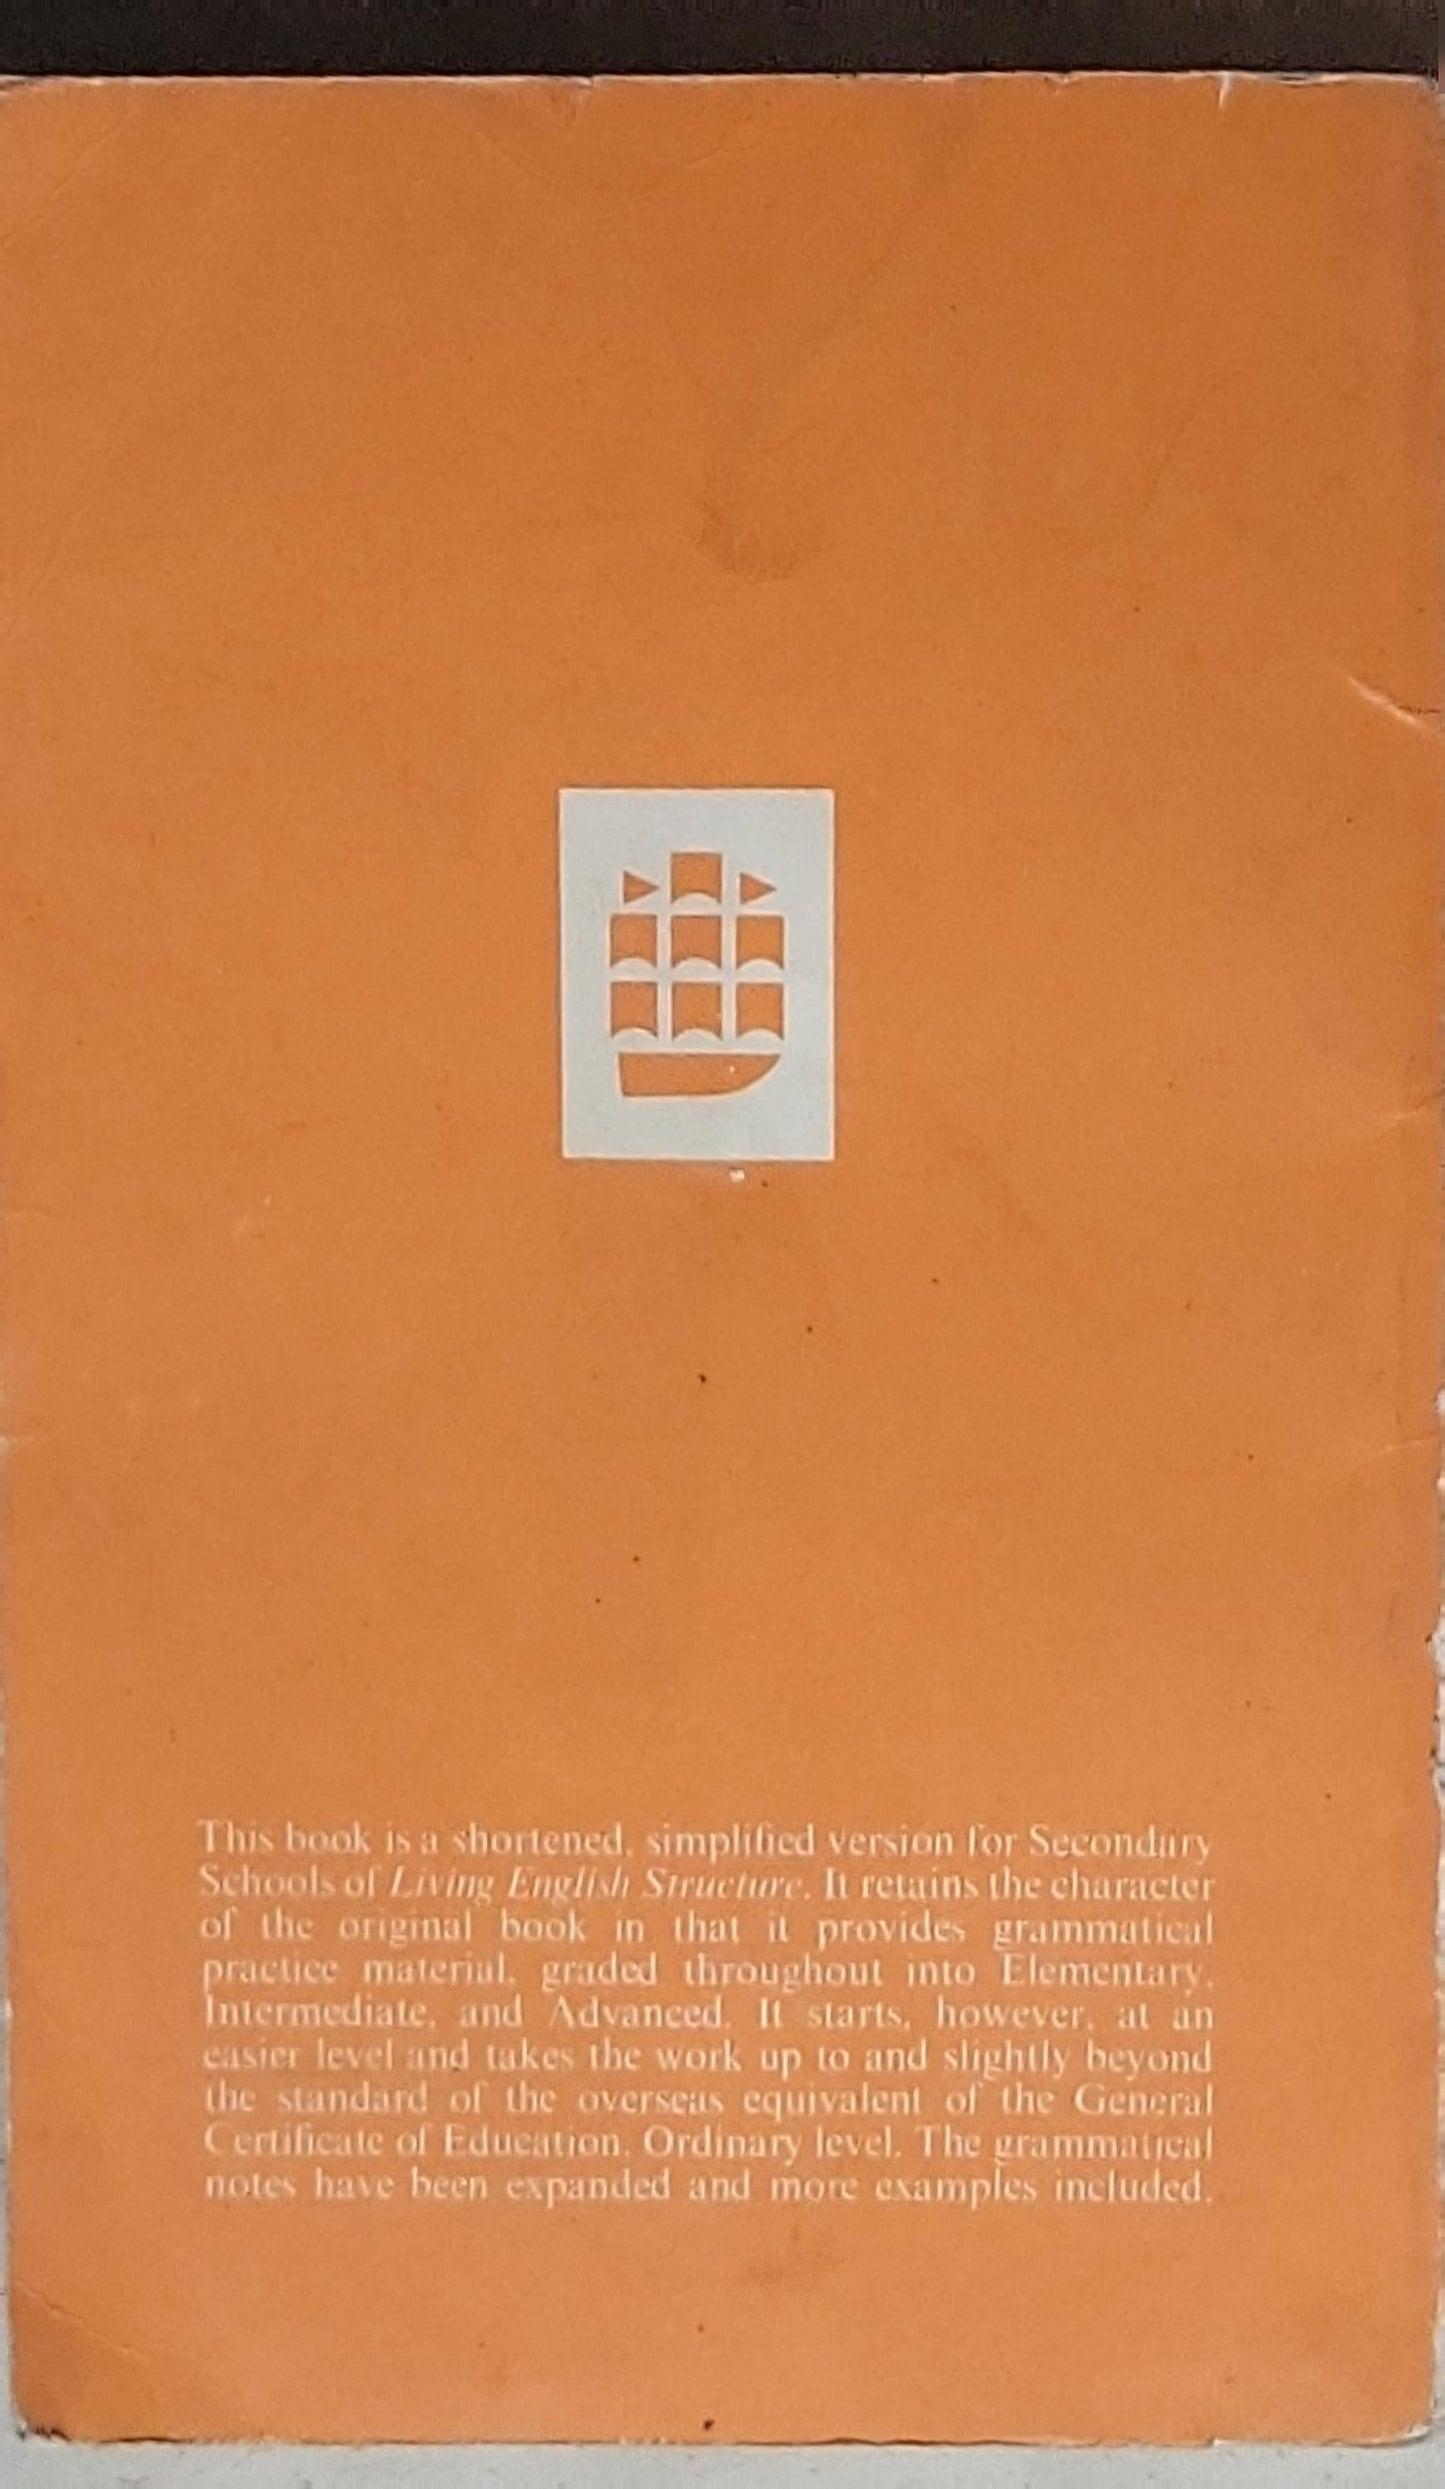 This book is a shortened, simplified version for Secondary
Schools of Living English Structure. It retains the character
of the original book in that it provides grammatical
practice material, graded throughout into Elementary,
Intermediate, and Advanced. It starts, however, at an
easier level and takes the work up to and slightly beyond
the standard of the overseas equivalent of the General
Certificate of Education, Ordinary level. The grammatical
notes have been expanded and more examples included.